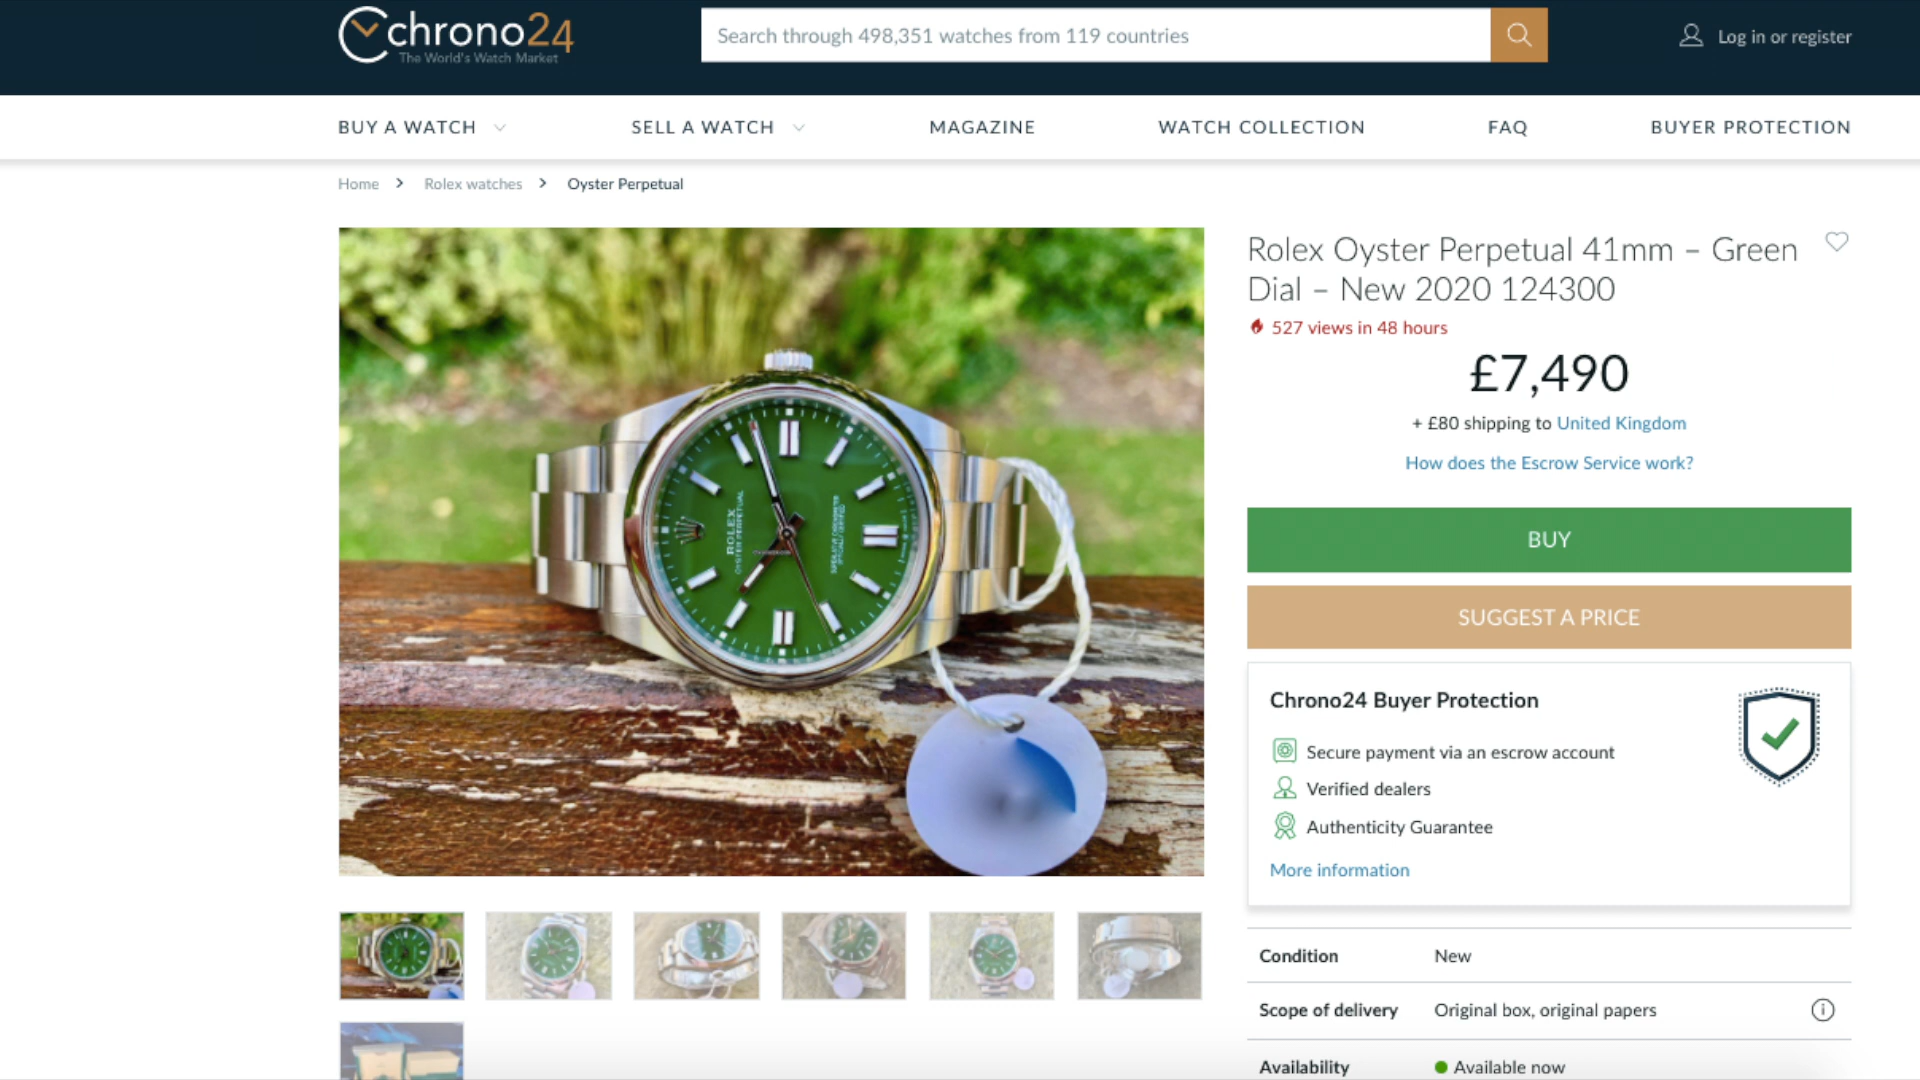 chrono24
The World's Watch Market
Search through 498,351 watches from 119 countries
Log in or register
BUY A WATCH
SELL A WATCH
MAGAZINE
WATCH COLLECTION
FAQ
BUYER PROTECTION
Home > Rolex watches > Oyster Perpetual
Rolex Oyster Perpetual 41mm – Green
Dial – New 2020 124300
527 views in 48 hours
£7,490
+ £80 shipping to United Kingdom
How does the Escrow Service work?
BUY
SUGGEST A PRICE
Chrono24 Buyer Protection
Secure payment via an escrow account
Verified dealers
Authenticity Guarantee
More information
Condition New
Scope of delivery Original box, original papers
Availability Available now
ROLEX
OYSTER PERPETUAL
SUPERLATIVE CHRONOMETER
OFFICIALLY CERTIFIED